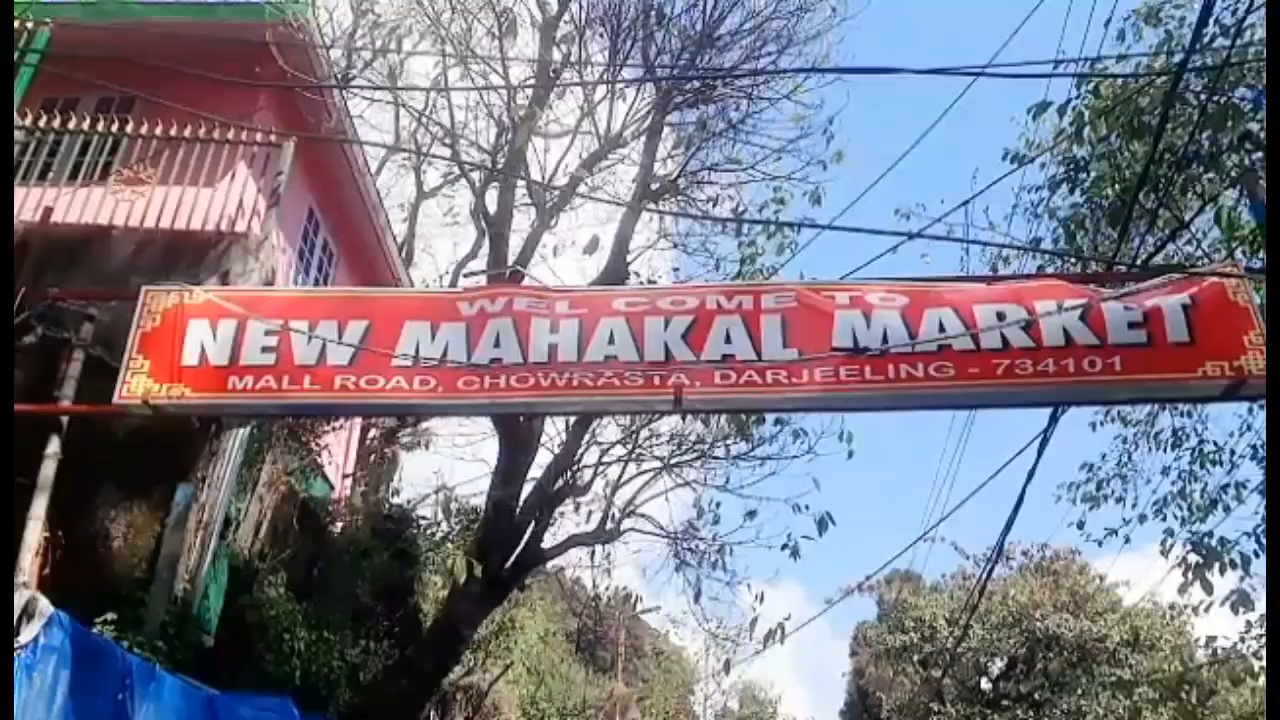 WEL COME TO
NEW MAHAKAL MARKET
MALL ROAD, CHOWRASTA, DARJEELING - 734101